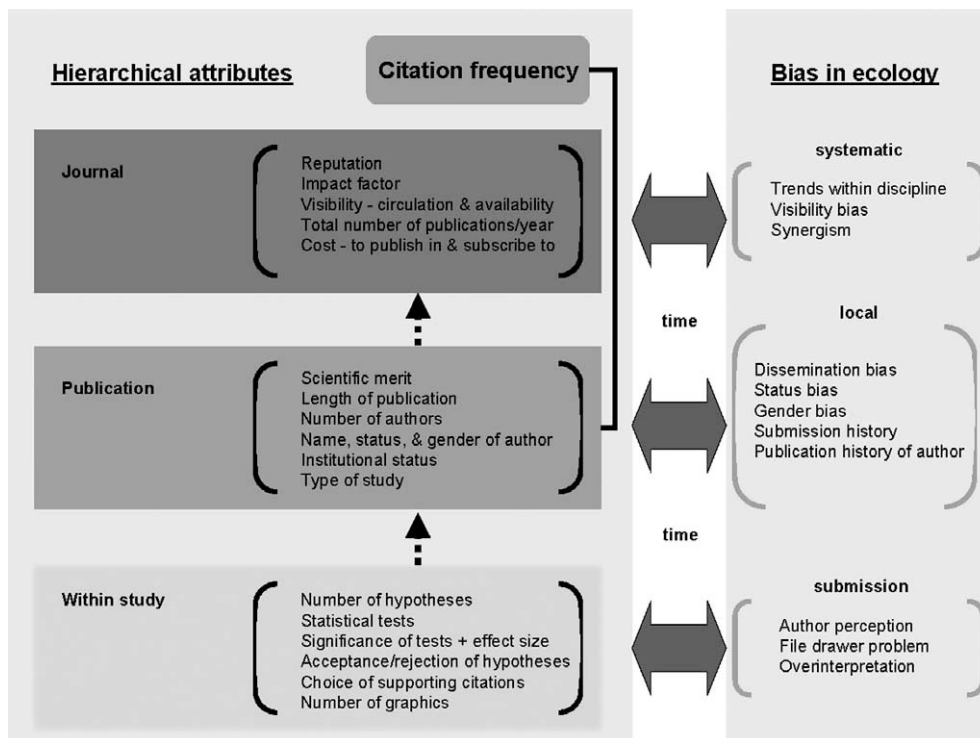 Hierarchical attributes
Citation frequency
Journal
Reputation
Impact factor
Visibility - circulation & availability
Total number of publications/year
Cost - to publish in & subscribe to
Publication
Scientific merit
Length of publication
Number of authors
Name, status, & gender of author
Institutional status
Type of study
Within study
Number of hypotheses
Statistical tests
Significance of tests + effect size
Acceptance/rejection of hypotheses
Choice of supporting citations
Number of graphics
time
time
Bias in ecology
systematic
Trends within discipline
Visibility bias
Synergism
local
Dissemination bias
Status bias
Gender bias
Submission history
Publication history of author
submission
Author perception
File drawer problem
Overinterpretation